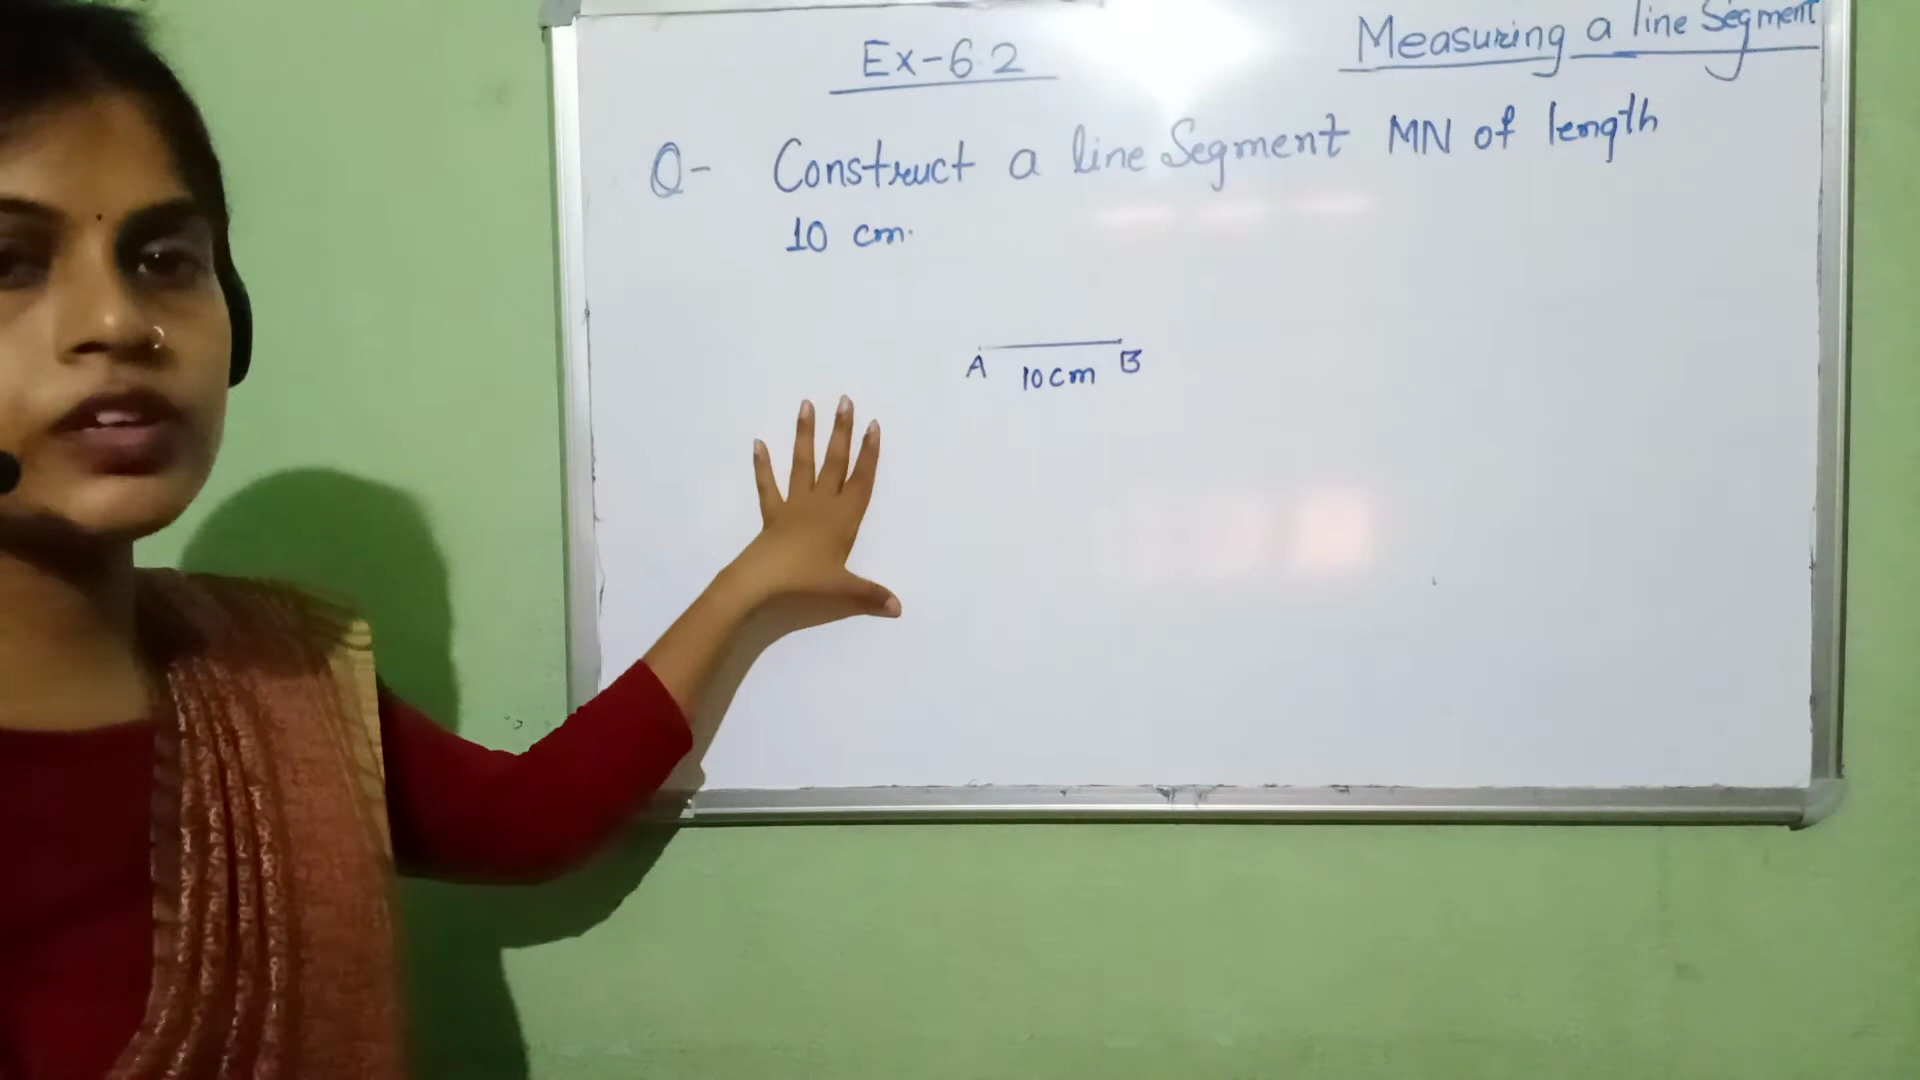 Ex-6.2
Measuring a line Segment
Q- Construct a line Segment MN of length
10 cm.
A 10cm B